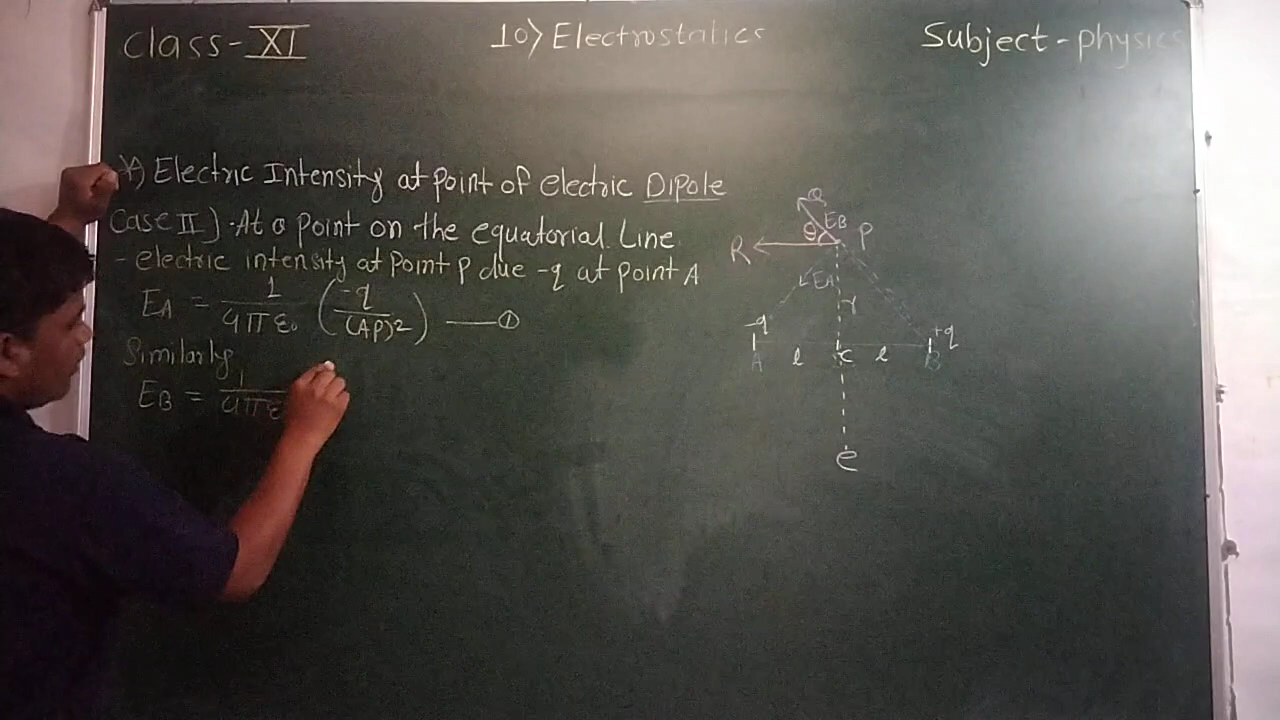 Class - XI
10) Electrostatics
Subject - physics
*) Electric Intensity at point of electric Dipole
Case II) . At a point on the equatorial Line
- electric intensity at Point p due -q at point A
EA = 1/4πε₀ (-q/(AP)²) —— ①
Similarly
EB = 1/4πε
Q
EB
θ
P
R
EA
r
-q
+q
A
l
c
l
B
e